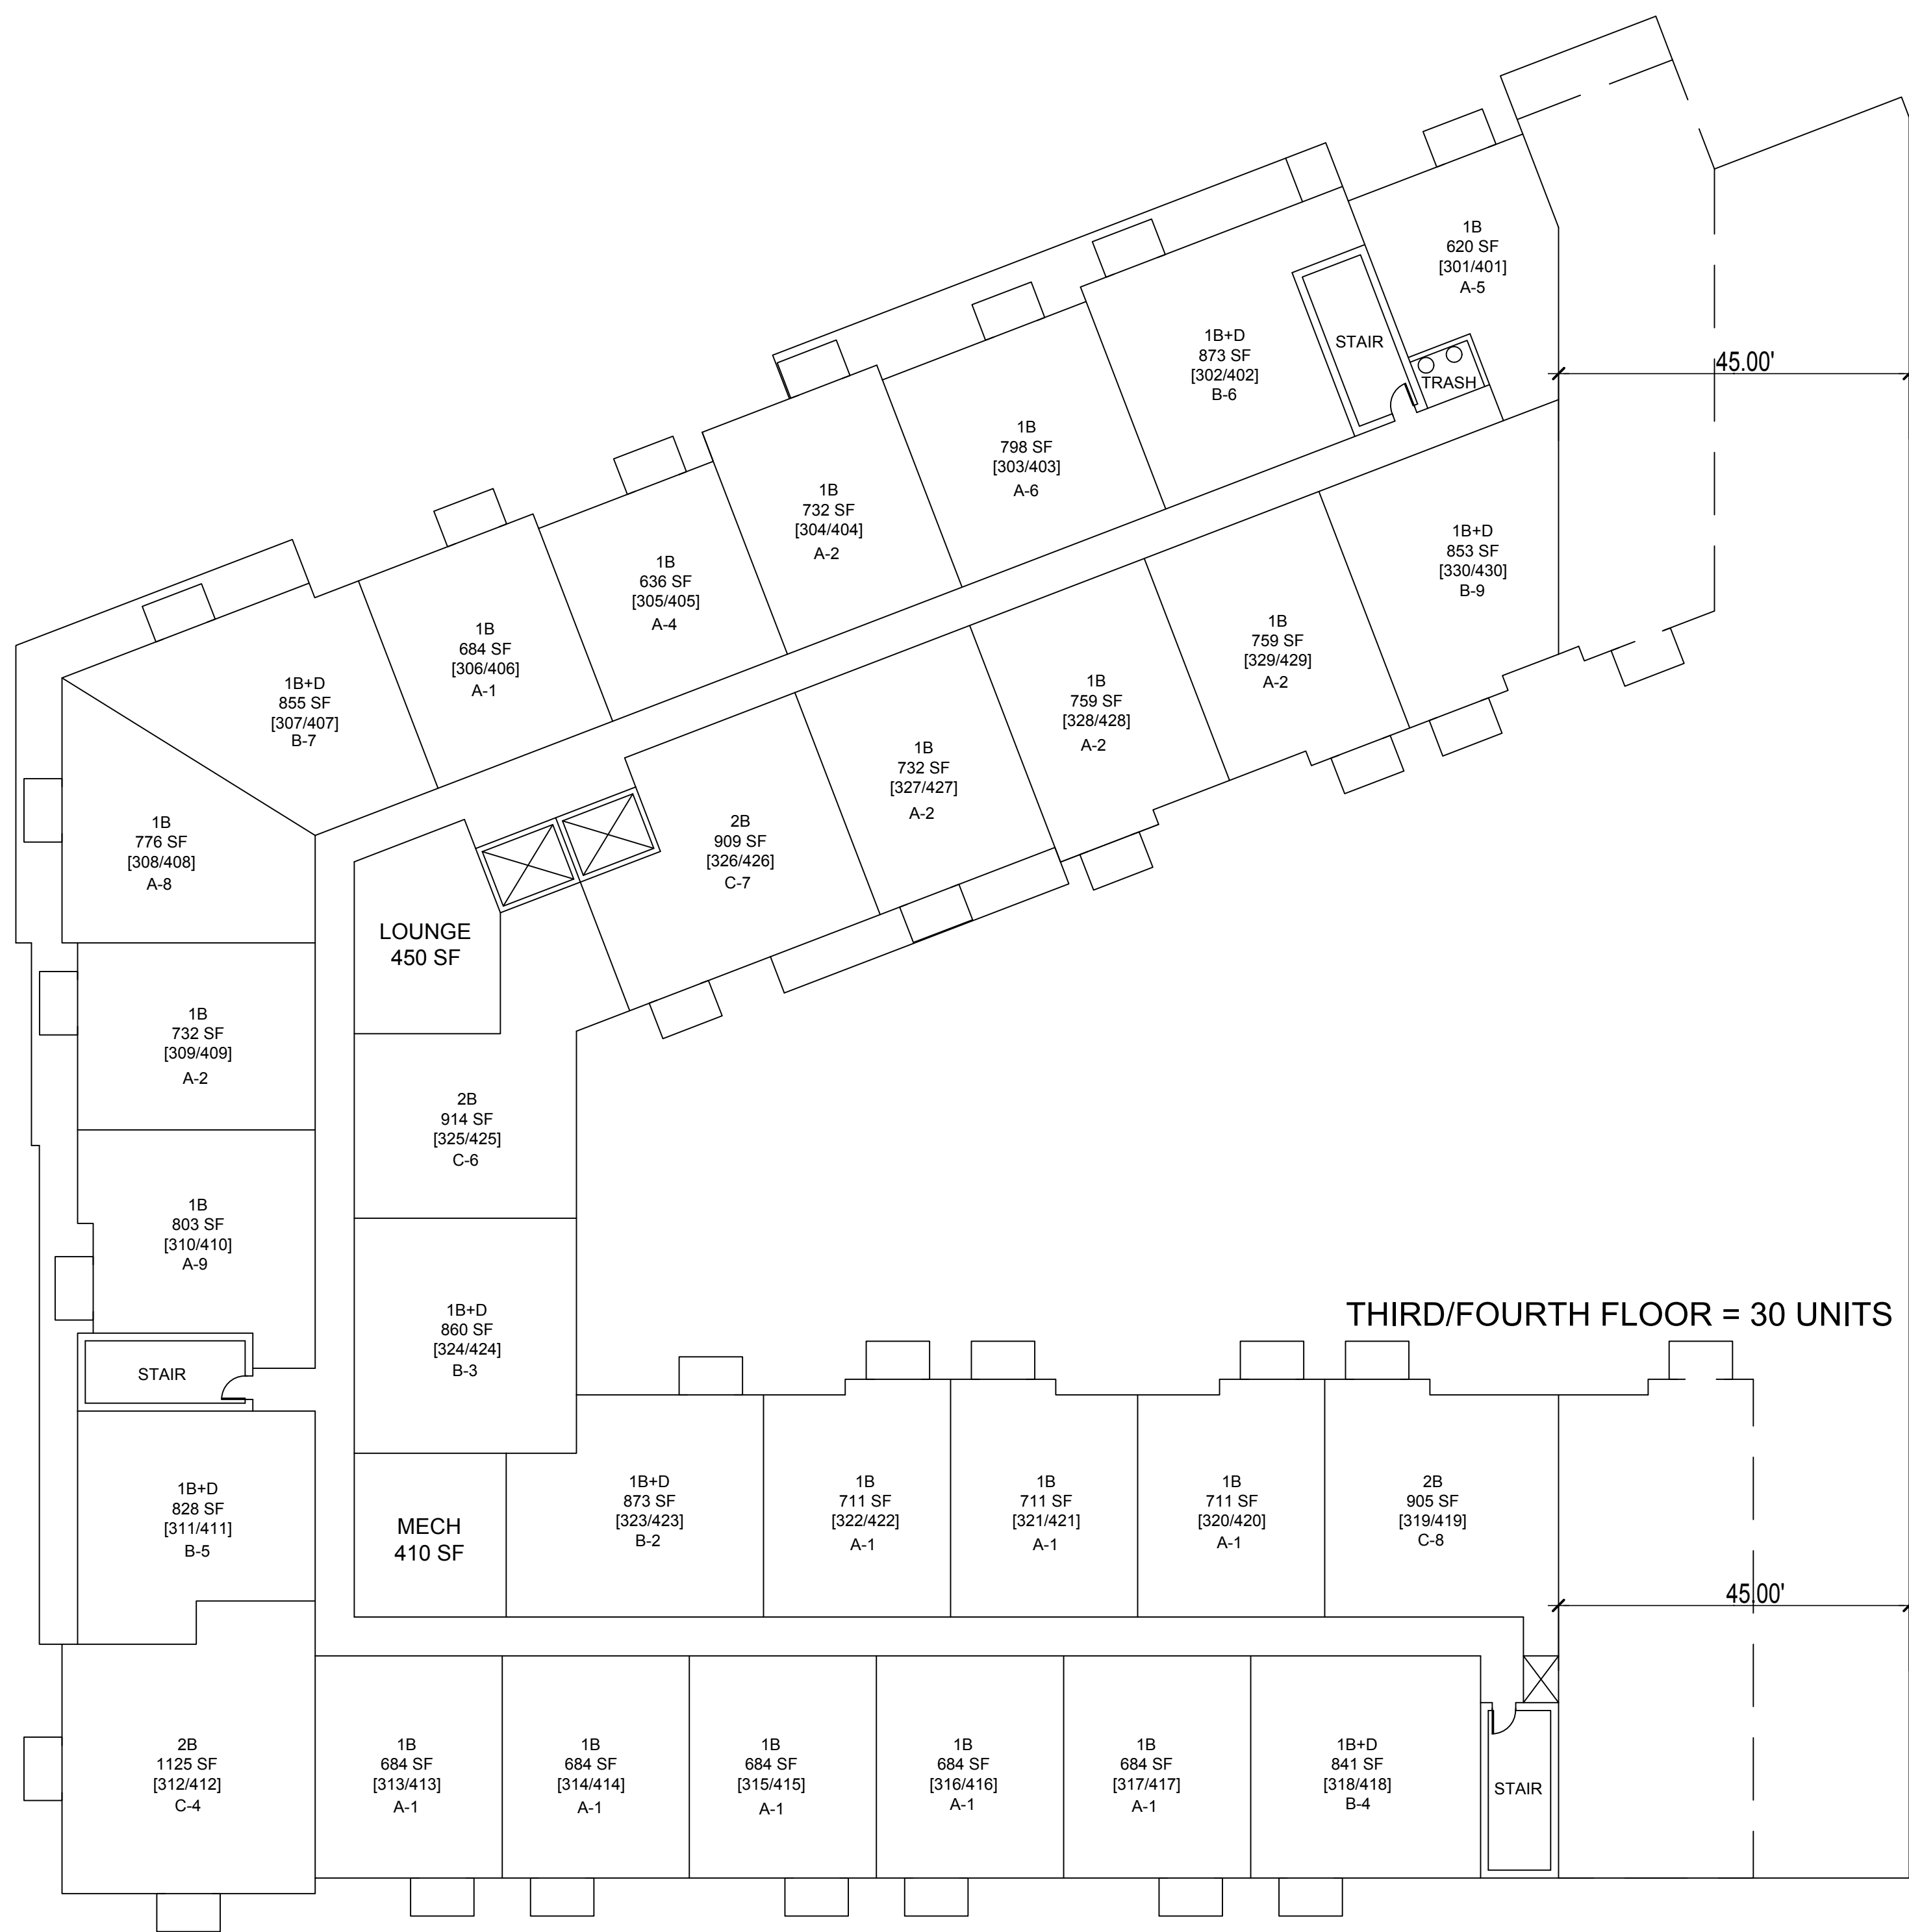 1B
620 SF
[301/401]
A-5
STAIR
TRASH
45.00'
1B+D
873 SF
[302/402]
B-6
1B
798 SF
[303/403]
A-6
1B
732 SF
[304/404]
A-2
1B
636 SF
[305/405]
A-4
1B
684 SF
[306/406]
A-1
1B+D
855 SF
[307/407]
B-7
1B+D
853 SF
[330/430]
B-9
1B
759 SF
[329/429]
A-2
1B
759 SF
[328/428]
A-2
1B
732 SF
[327/427]
A-2
2B
909 SF
[326/426]
C-7
1B
776 SF
[308/408]
A-8
LOUNGE
450 SF
1B
732 SF
[309/409]
A-2
2B
914 SF
[325/425]
C-6
1B
803 SF
[310/410]
A-9
1B+D
860 SF
[324/424]
B-3
THIRD/FOURTH FLOOR = 30 UNITS
STAIR
1B+D
828 SF
[311/411]
B-5
MECH
410 SF
1B+D
873 SF
[323/423]
B-2
1B
711 SF
[322/422]
A-1
1B
711 SF
[321/421]
A-1
1B
711 SF
[320/420]
A-1
2B
905 SF
[319/419]
C-8
45.00'
2B
1125 SF
[312/412]
C-4
1B
684 SF
[313/413]
A-1
1B
684 SF
[314/414]
A-1
1B
684 SF
[315/415]
A-1
1B
684 SF
[316/416]
A-1
1B
684 SF
[317/417]
A-1
1B+D
841 SF
[318/418]
B-4
STAIR